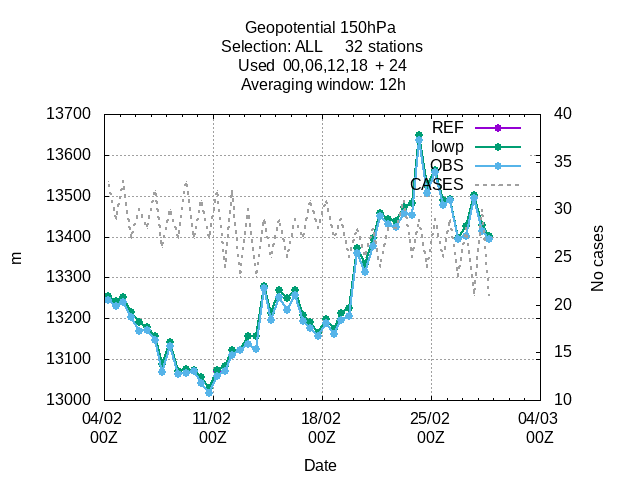 Geopotential 150hPa
Selection: ALL 32 stations
Used 00,06,12,18 + 24
Averaging window: 12h
13700
13600
13500
13400
13300
13200
13100
13000
m
40
35
30
25
20
15
10
No cases
REF
lowp
OBS
CASES
04/02 11/02 18/02 25/02 04/03
00Z 00Z 00Z 00Z 00Z
Date